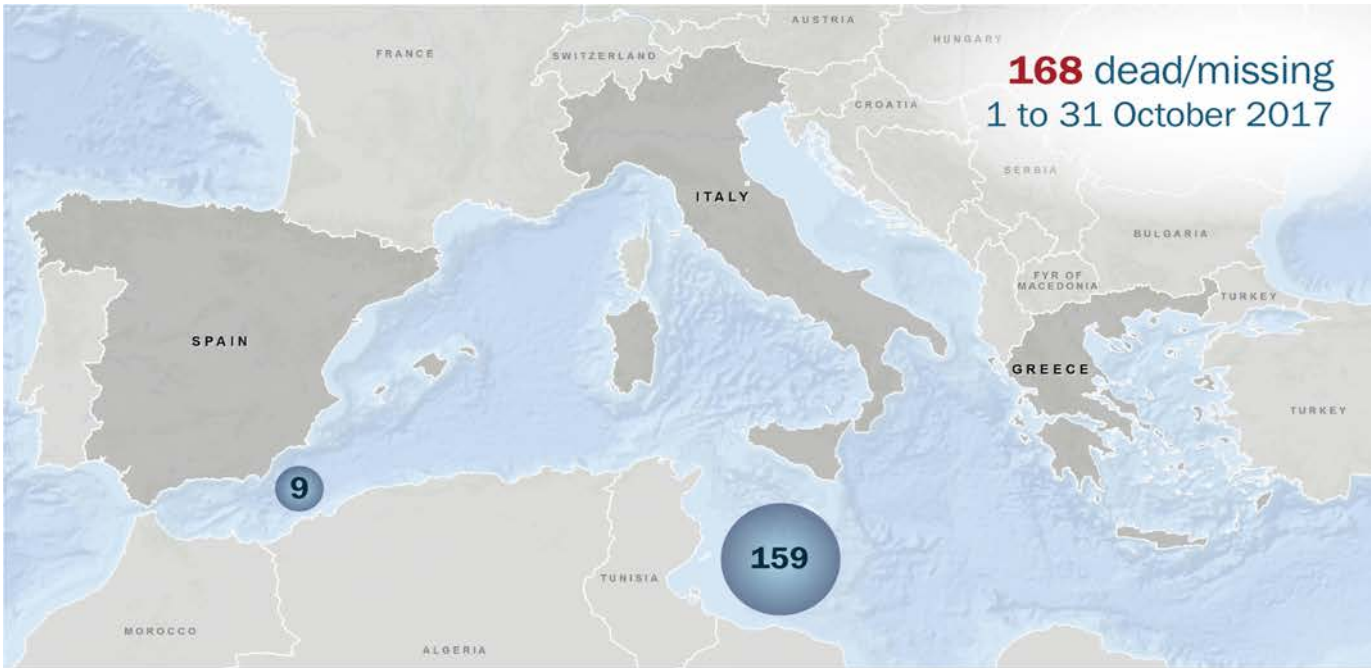 AUSTRIA
HUNGARY
FRANCE
SWITZERLAND
168 dead/missing
1 to 31 October 2017
CROATIA
SERBIA
ITALY
BULGARIA
FYR OF
MACEDONIA
TURKEY
SPAIN
GREECE
TURKEY
9
159
TUNISIA
MOROCCO
ALGERIA